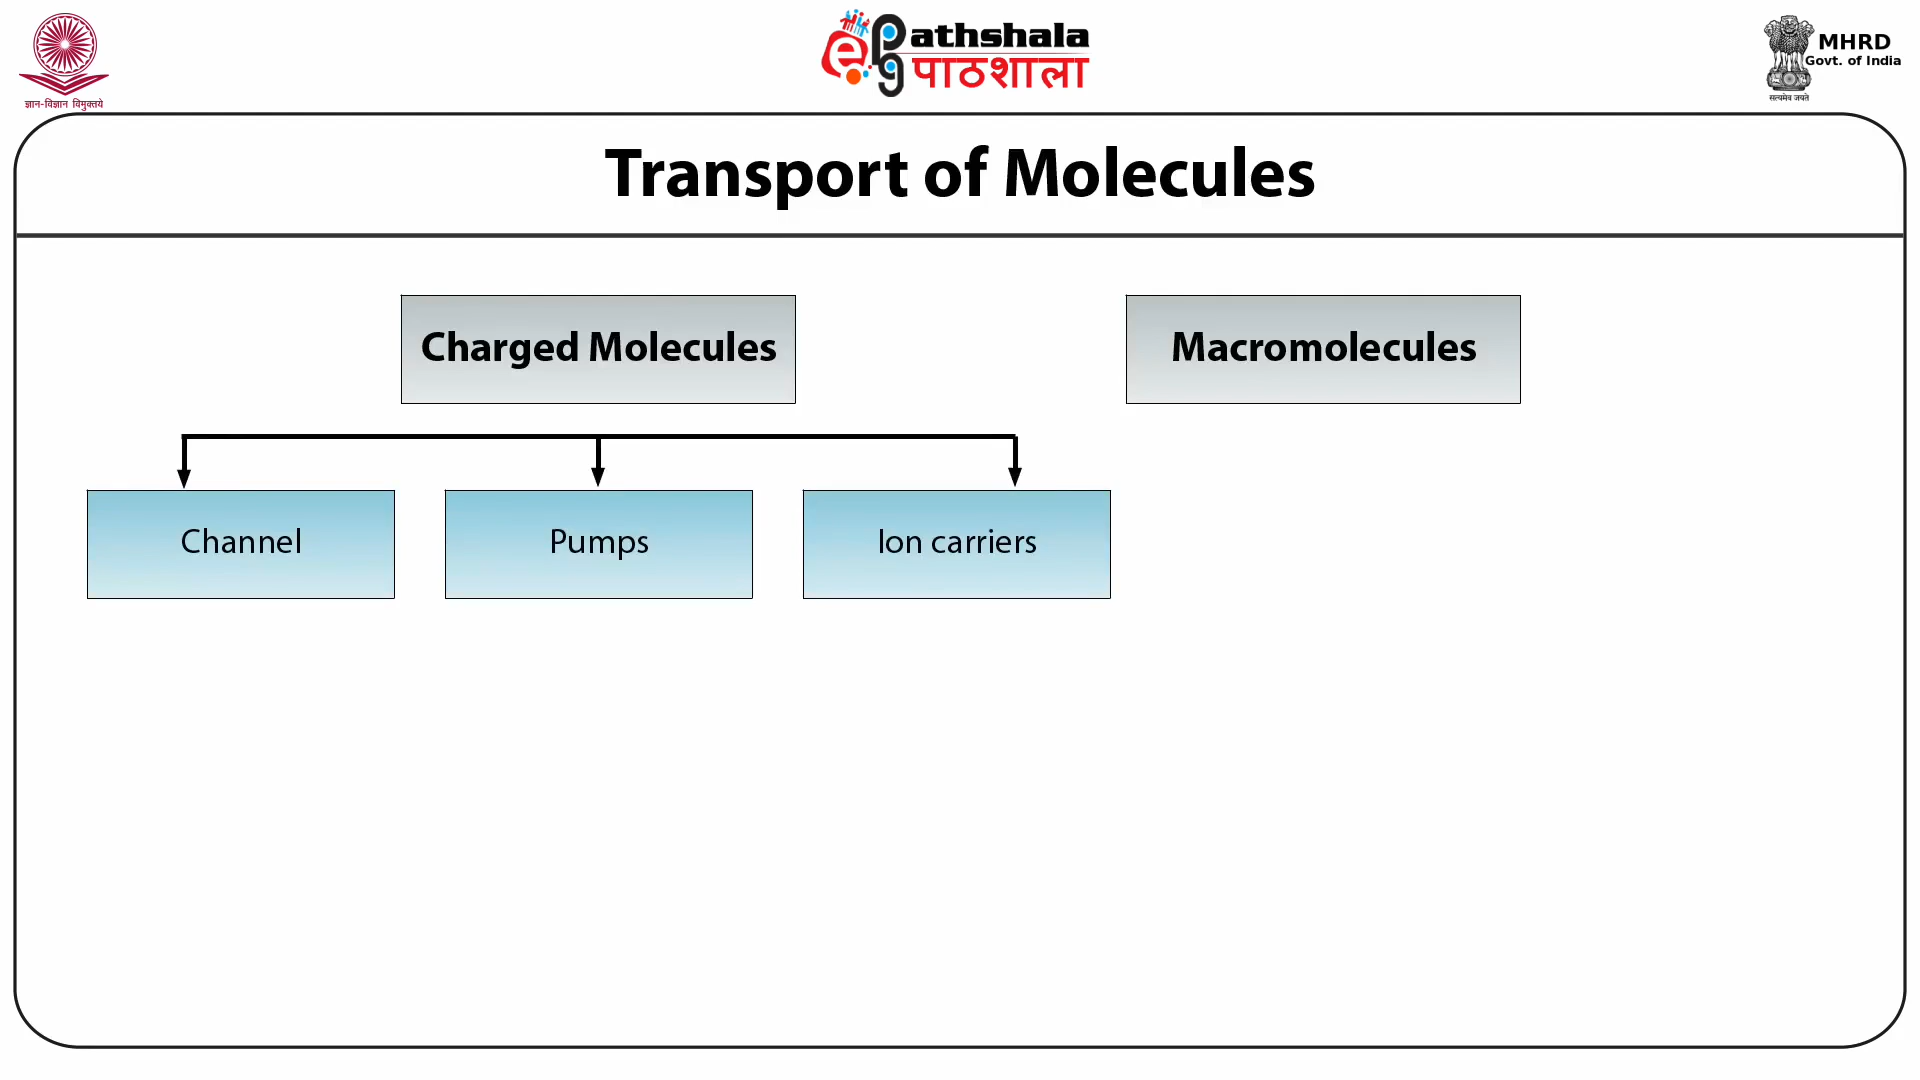 ज्ञान-विज्ञान विमुक्तये
e pg athshala
पाठशाला
MHRD
Govt. of India
सत्यमेव जयते
Transport of Molecules
Charged Molecules
Macromolecules
Channel
Pumps
Ion carriers